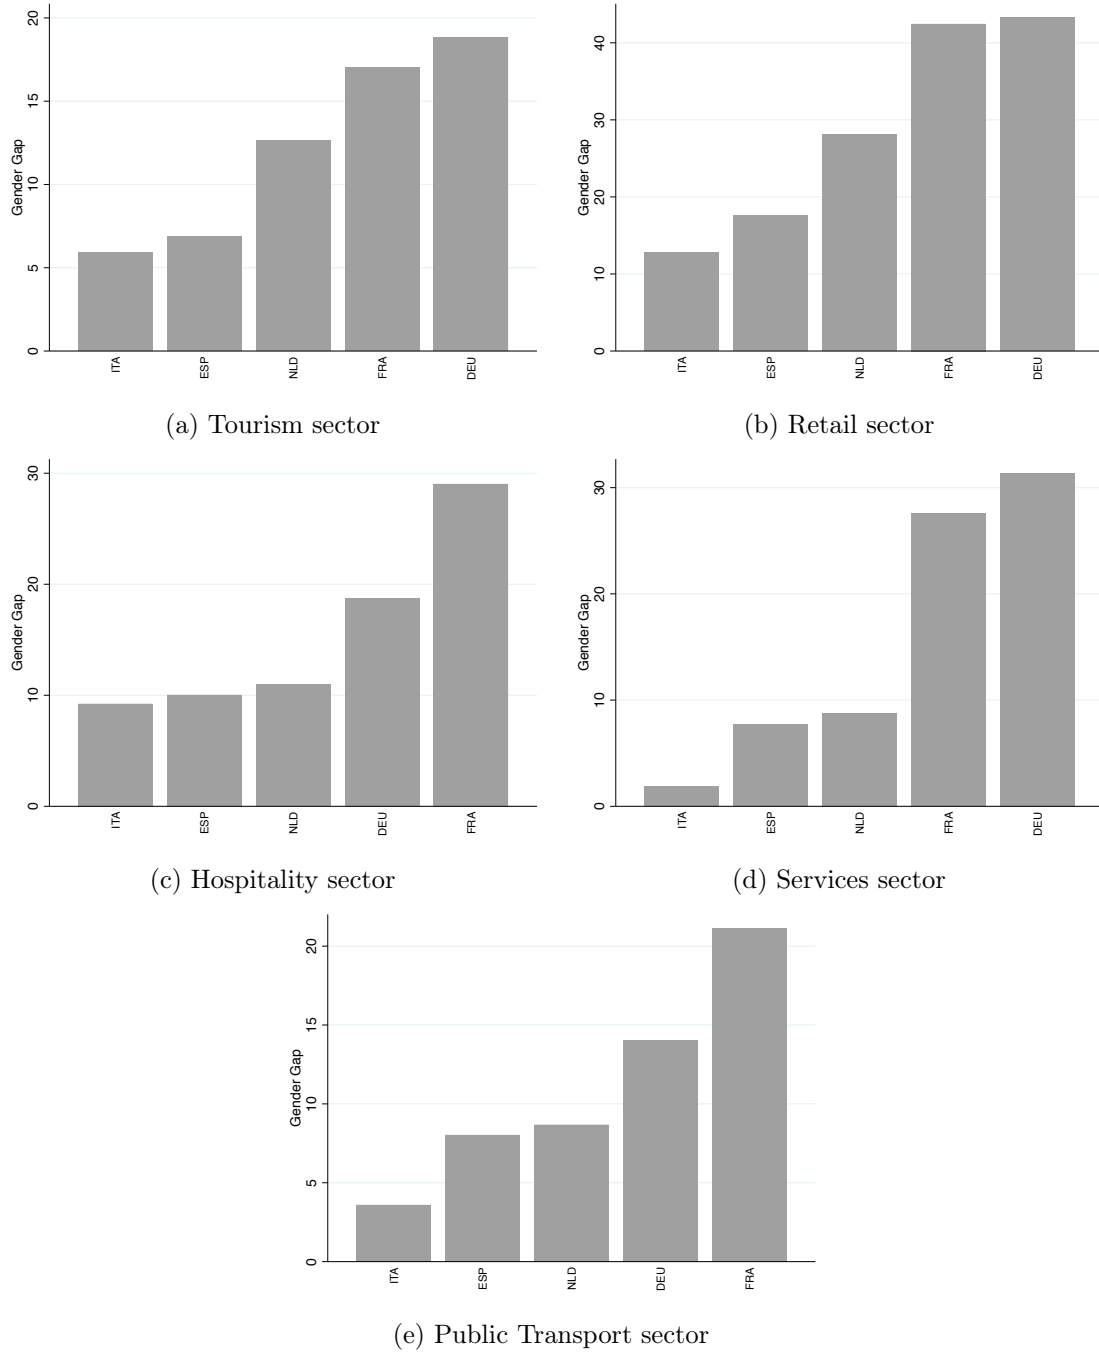 Gender Gap
20
15
10
5
0
ITA ESP NLD FRA DEU
(a) Tourism sector
Gender Gap
40
30
20
10
0
ITA ESP NLD FRA DEU
(b) Retail sector
Gender Gap
30
20
10
0
ITA ESP NLD DEU FRA
(c) Hospitality sector
Gender Gap
30
20
10
0
ITA ESP NLD FRA DEU
(d) Services sector
Gender Gap
20
15
10
5
0
ITA ESP NLD DEU FRA
(e) Public Transport sector